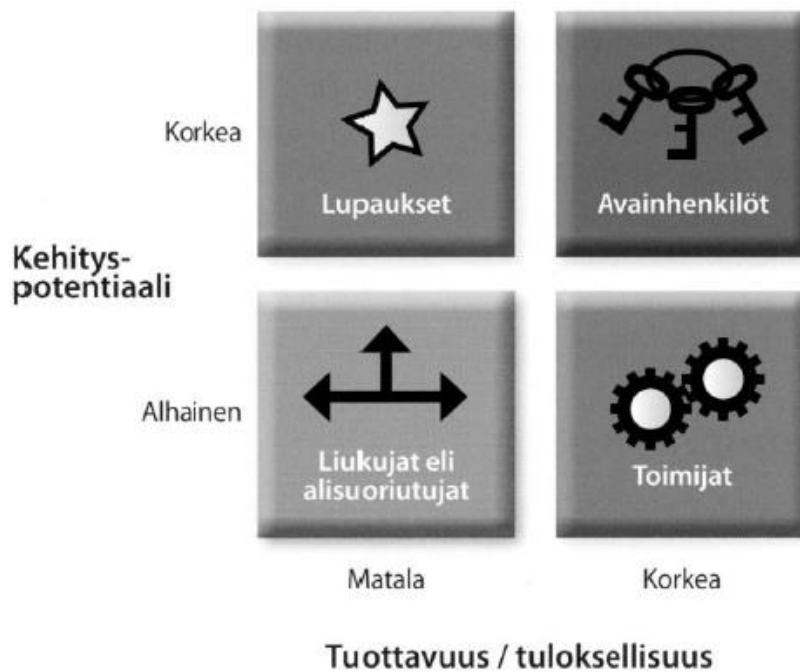 Korkea
Lupaukset
Avainhenkilöt
Kehitys-
potentiaali
Alhainen
Liukujat eli
alisuoriutujat
Toimijat
Matala
Korkea
Tuottavuus / tuloksellisuus